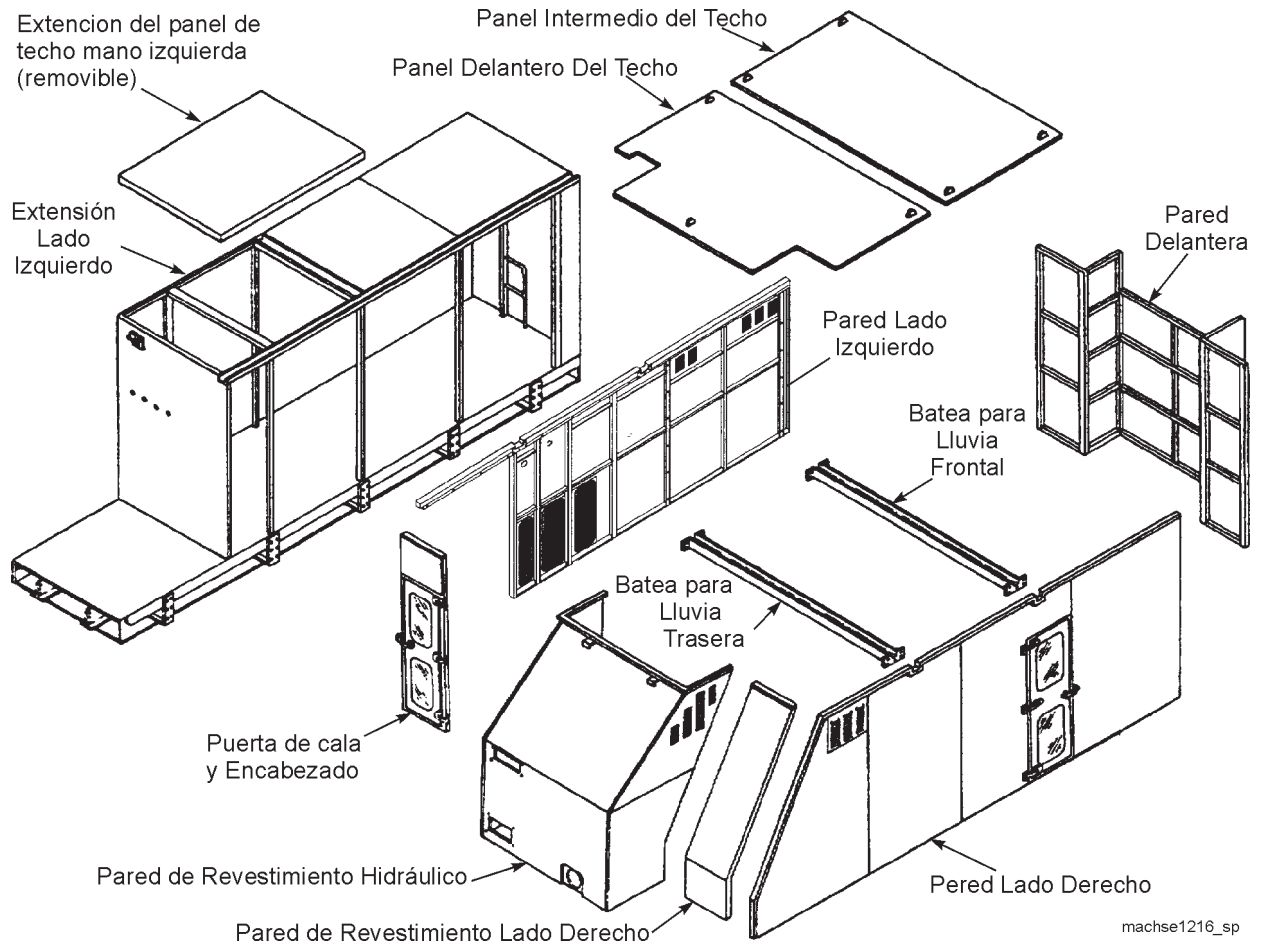 Extencion del panel de
techo mano izquierda
(removible)
Panel Intermedio del Techo
Panel Delantero Del Techo
Extensión
Lado
Izquierdo
Pared
Delantera
Pared Lado
Izquierdo
Batea para
Lluvia
Frontal
Batea para
Lluvia
Trasera
Puerta de cala
y Encabezado
Pared de Revestimiento Hidráulico
Pered Lado Derecho
Pared de Revestimiento Lado Derecho
machse1216_sp